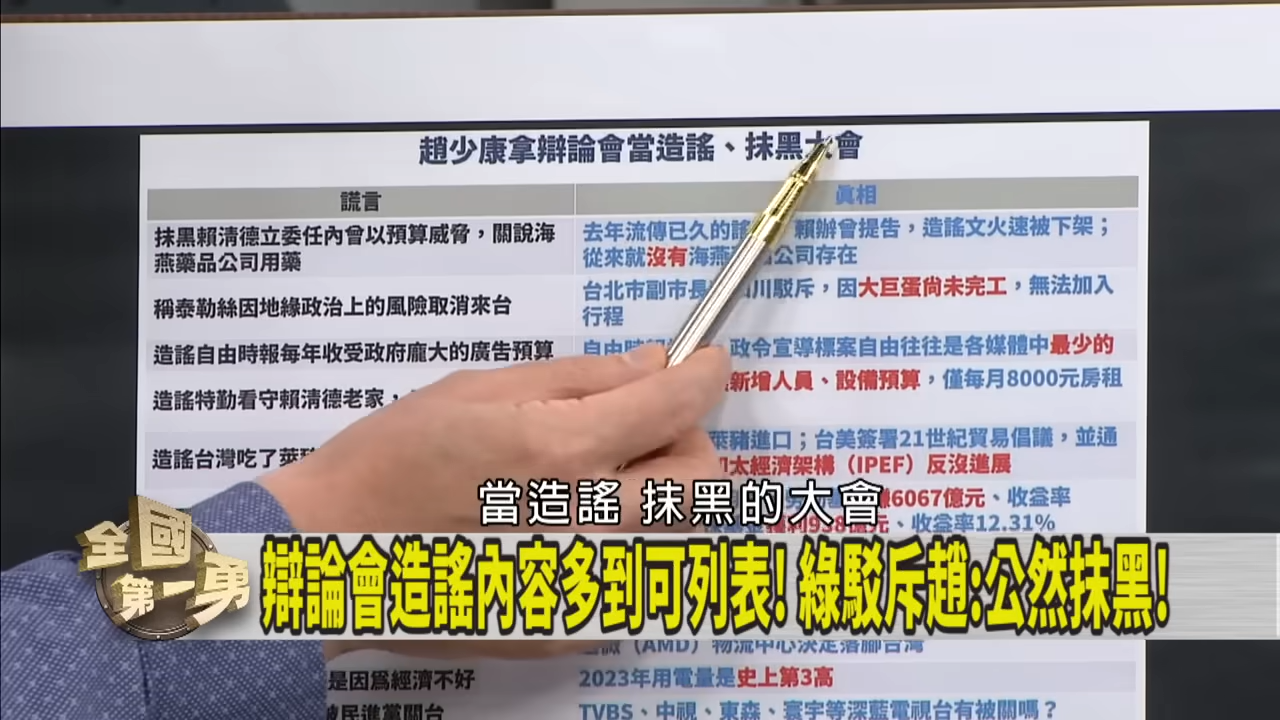 趙少康拿辯論會當造謠、抹黑大會
謊言
眞相
抹黑賴清德立委任內曾以預算威脅，關說海
燕藥品公司用藥
去年流傳已久的謠 賴辦曾提告，造謠文火速被下架；
從來就沒有海燕 品公司存在
稱泰勒絲因地緣政治上的風險取消來台
台北市副市長 川駁斥，因大巨蛋尚未完工，無法加入
行程
造謠自由時報每年收受政府龐大的廣告預算
自由時報 政令宣導標案自由往往是各媒體中最少的
造謠特勤看守賴清德老家，
新增人員、設備預算，僅每月8000元房租
造謠台灣吃了萊
萊豬進口；台美簽署21世紀貿易倡議，並通
太經濟架構（IPEF）反沒進展
當造謠 抹黑的大會
6067億元、收益率
元、收益率12.31%
全國
第一勇
辯論會造謠內容多到可列表! 綠駁斥趙:公然抹黑!
（AMD）物流中心決定落腳台灣
是因為經濟不好
2023年用電量是史上第3高
被民進黨關台
TVBS、中視、東森、寰宇等深藍電視台有被關嗎？